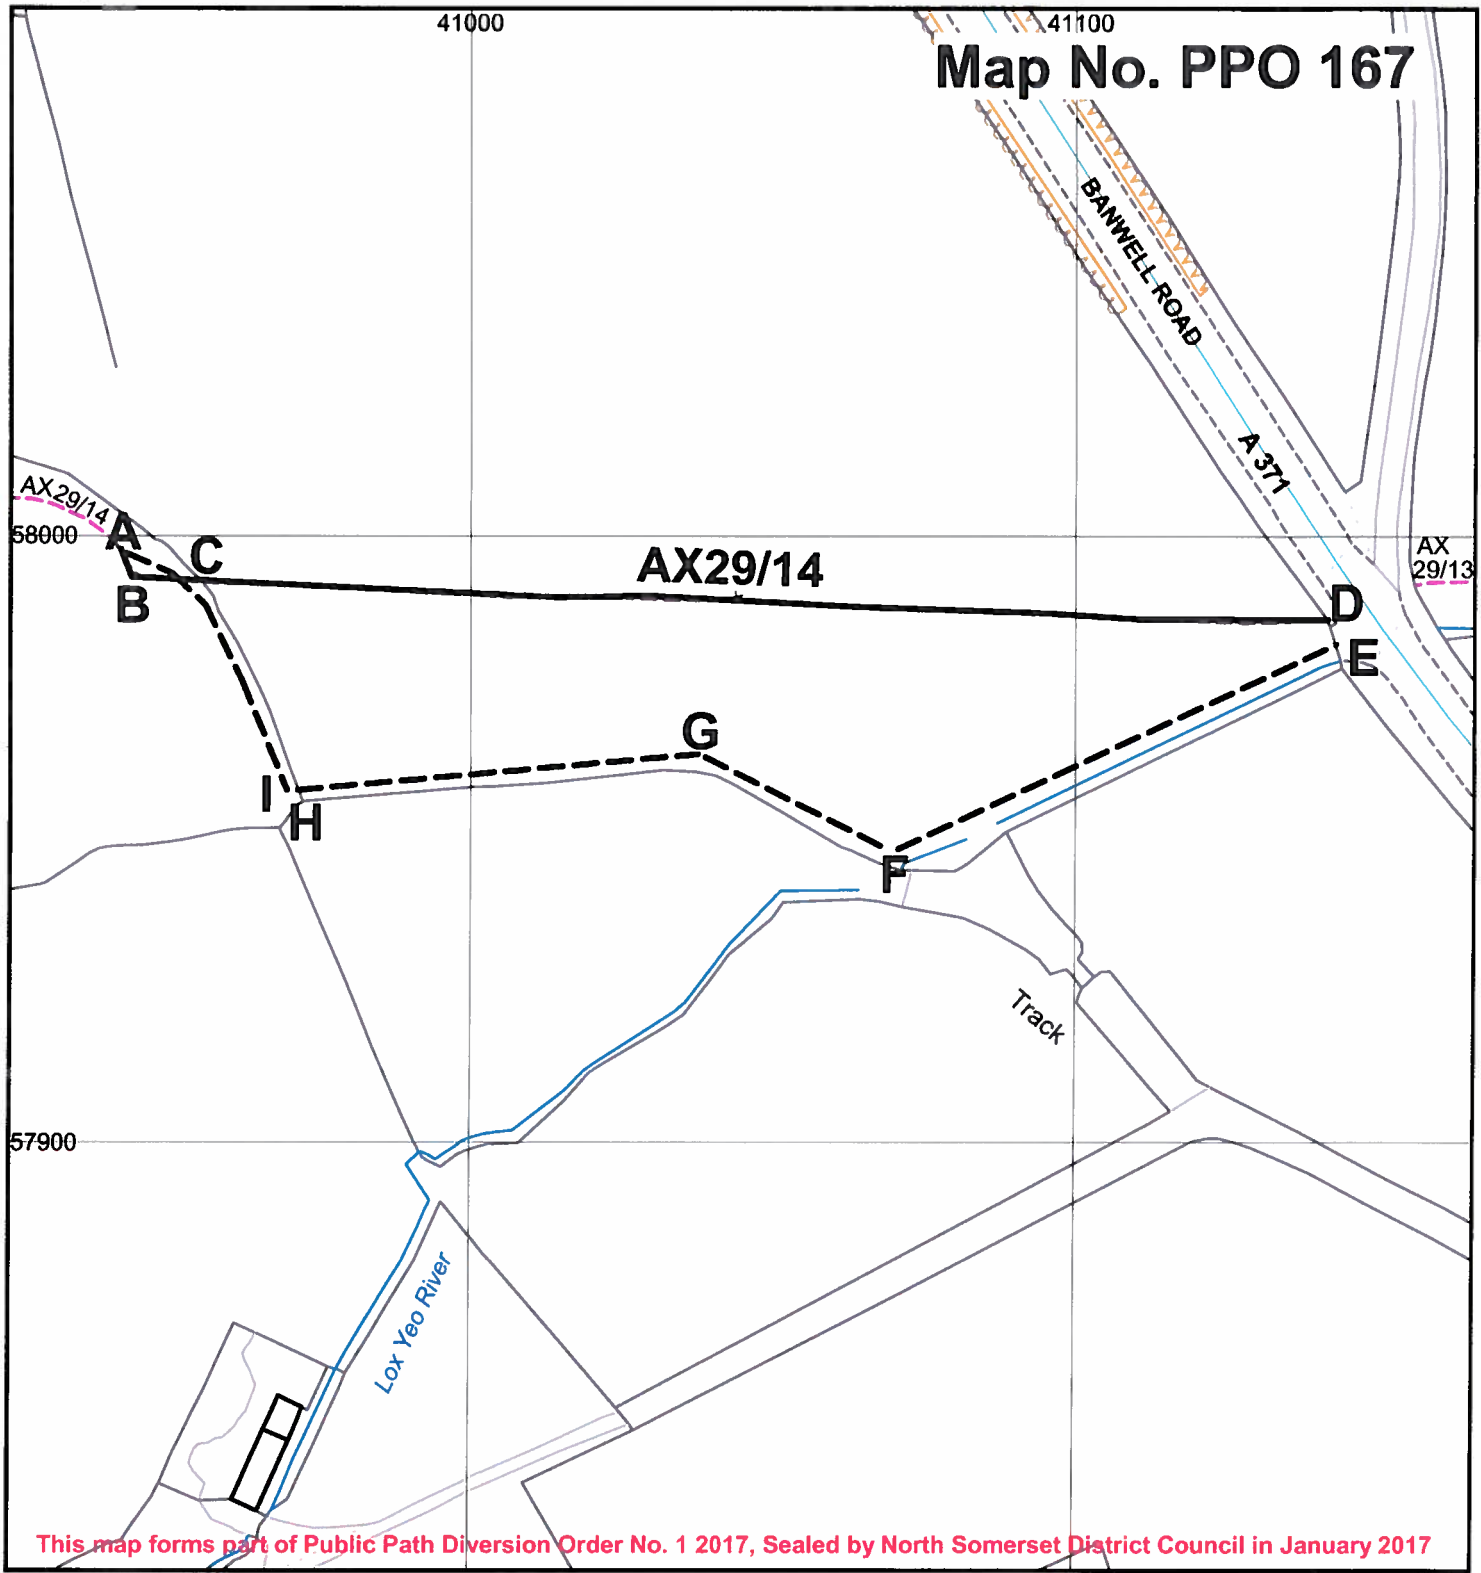 41000
41100
Map No. PPO 167
BANWELL ROAD
A 371
AX29/14
58000
A
C
B
AX29/14
AX
29/13
D
E
G
I
H
F
Track
57900
Lox Yeo River
This map forms part of Public Path Diversion Order No. 1 2017, Sealed by North Somerset District Council in January 2017